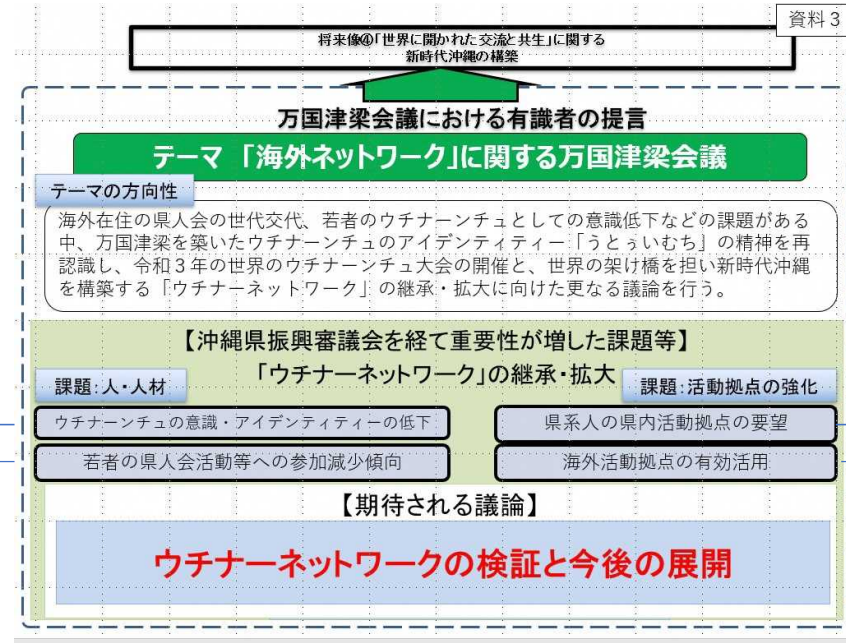 資料３
将来像④「世界に開かれた交流と共生」に関する
新時代沖縄の構築
万国津梁会議における有識者の提言
テーマ 「海外ネットワーク」に関する万国津梁会議
テーマの方向性
海外在住の県人会の世代交代、若者のウチナーンチュとしての意識低下などの課題がある
中、万国津梁を築いたウチナーンチュのアイデンティティー「うとぅいむち」の精神を再
認識し、令和３年の世界のウチナーンチュ大会の開催と、世界の架け橋を担い新時代沖縄
を構築する「ウチナーネットワーク」の継承・拡大に向けた更なる議論を行う。
【沖縄県振興審議会を経て重要性が増した課題等】
「ウチナーネットワーク」の継承・拡大
課題：人・人材
課題：活動拠点の強化
ウチナーンチュの意識・アイデンティティーの低下
県系人の県内活動拠点の要望
若者の県人会活動等への参加減少傾向
海外活動拠点の有効活用
【期待される議論】
ウチナーネットワークの検証と今後の展開